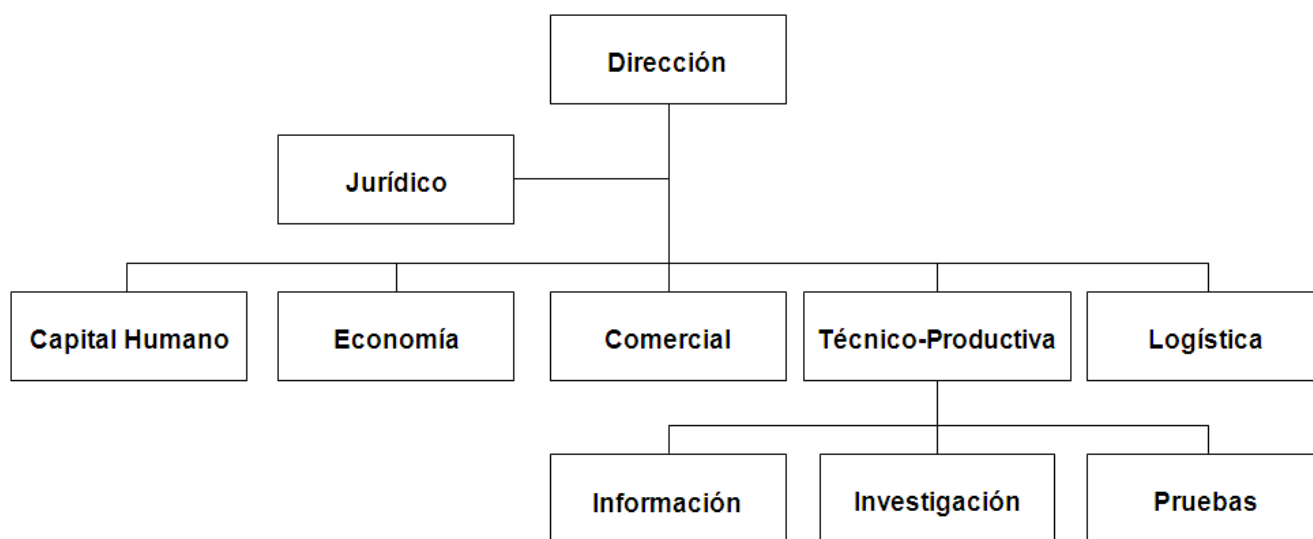 Dirección
Jurídico
Capital Humano
Economía
Comercial
Técnico-Productiva
Logística
Información
Investigación
Pruebas